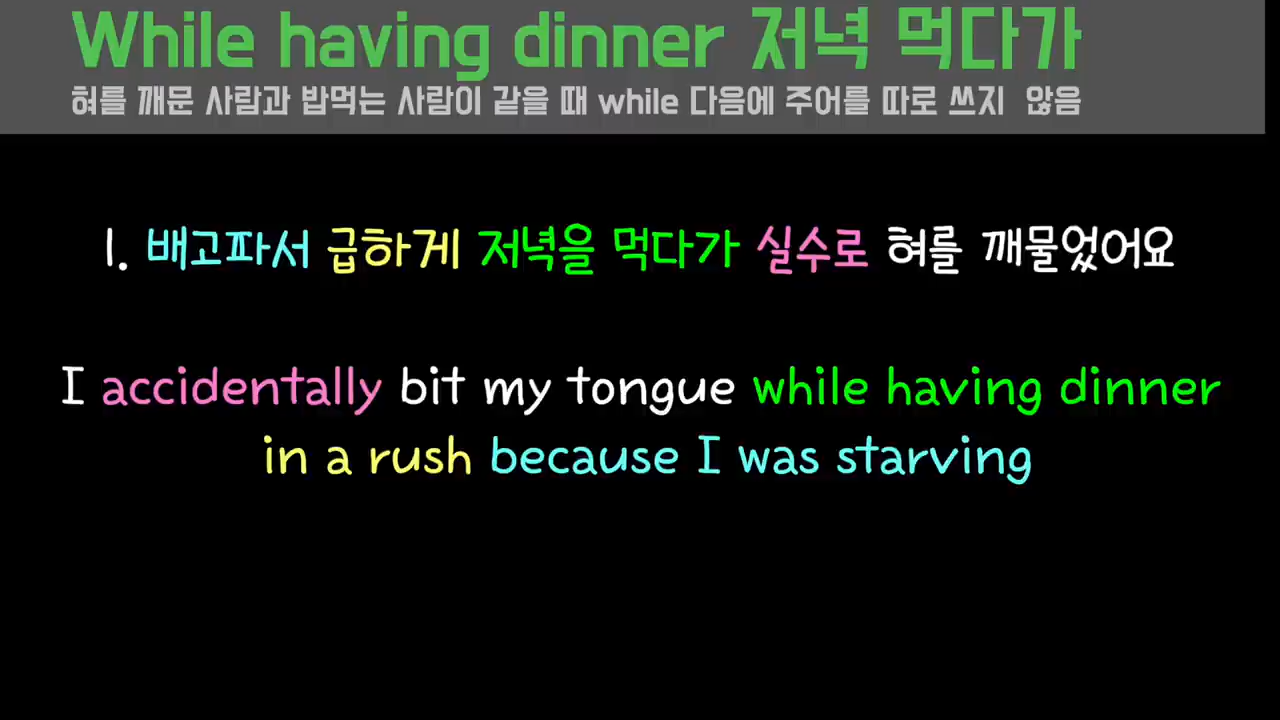 While having dinner 저녁 먹다가
혀를 깨문 사람과 밥먹는 사람이 같을 때 while 다음에 주어를 따로 쓰지 않음
1. 배고파서 급하게 저녁을 먹다가 실수로 혀를 깨물었어요
I accidentally bit my tongue while having dinner
in a rush because I was starving